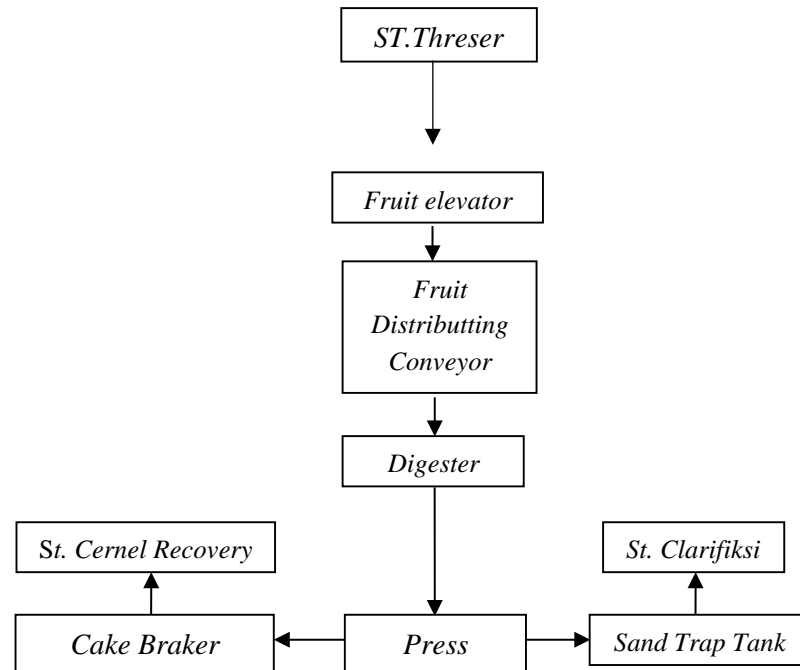 ST.Threser
Fruit elevator
Fruit
Distributting
Conveyor
Digester
St. Cernel Recovery
St. Clarifiksi
Cake Braker
Press
Sand Trap Tank